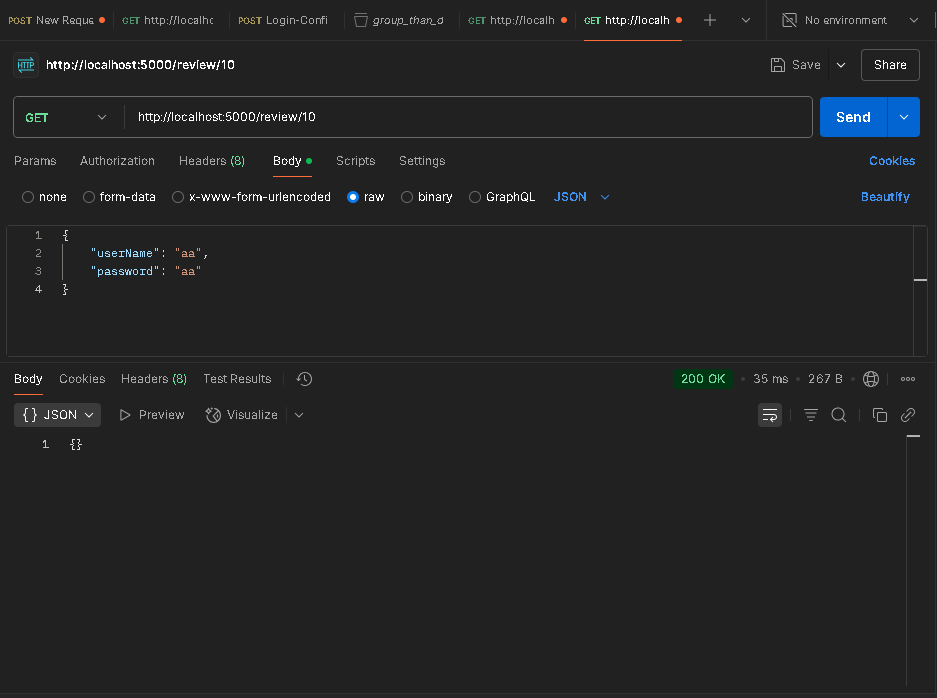 POST New Reque GET http://localhc POST Login-Confi group_than_d GET http://localh GET http://localh No environment
HTTP http://localhost:5000/review/10 Save Share
GET http://localhost:5000/review/10 Send
Params Authorization Headers (8) Body Scripts Settings Cookies
none form-data x-www-form-urlencoded raw binary GraphQL JSON Beautify
1 {
2 "userName": "aa",
3 "password": "aa"
4 }
Body Cookies Headers (8) Test Results 200 OK • 35 ms • 267 B
{} JSON Preview Visualize
1 {}